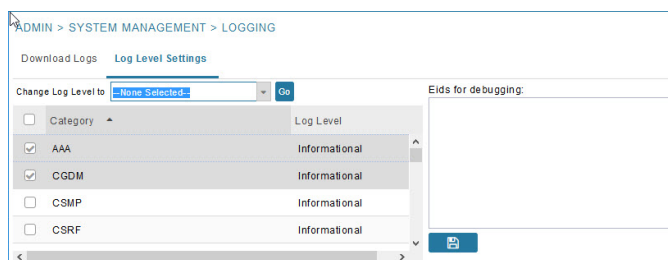 ADMIN > SYSTEM MANAGEMENT > LOGGING
Download Logs Log Level Settings
Change Log Level to --None Selected-- Go Eids for debugging:
Category Log Level
AAA Informational
CGDM Informational
CSMP Informational
CSRF Informational